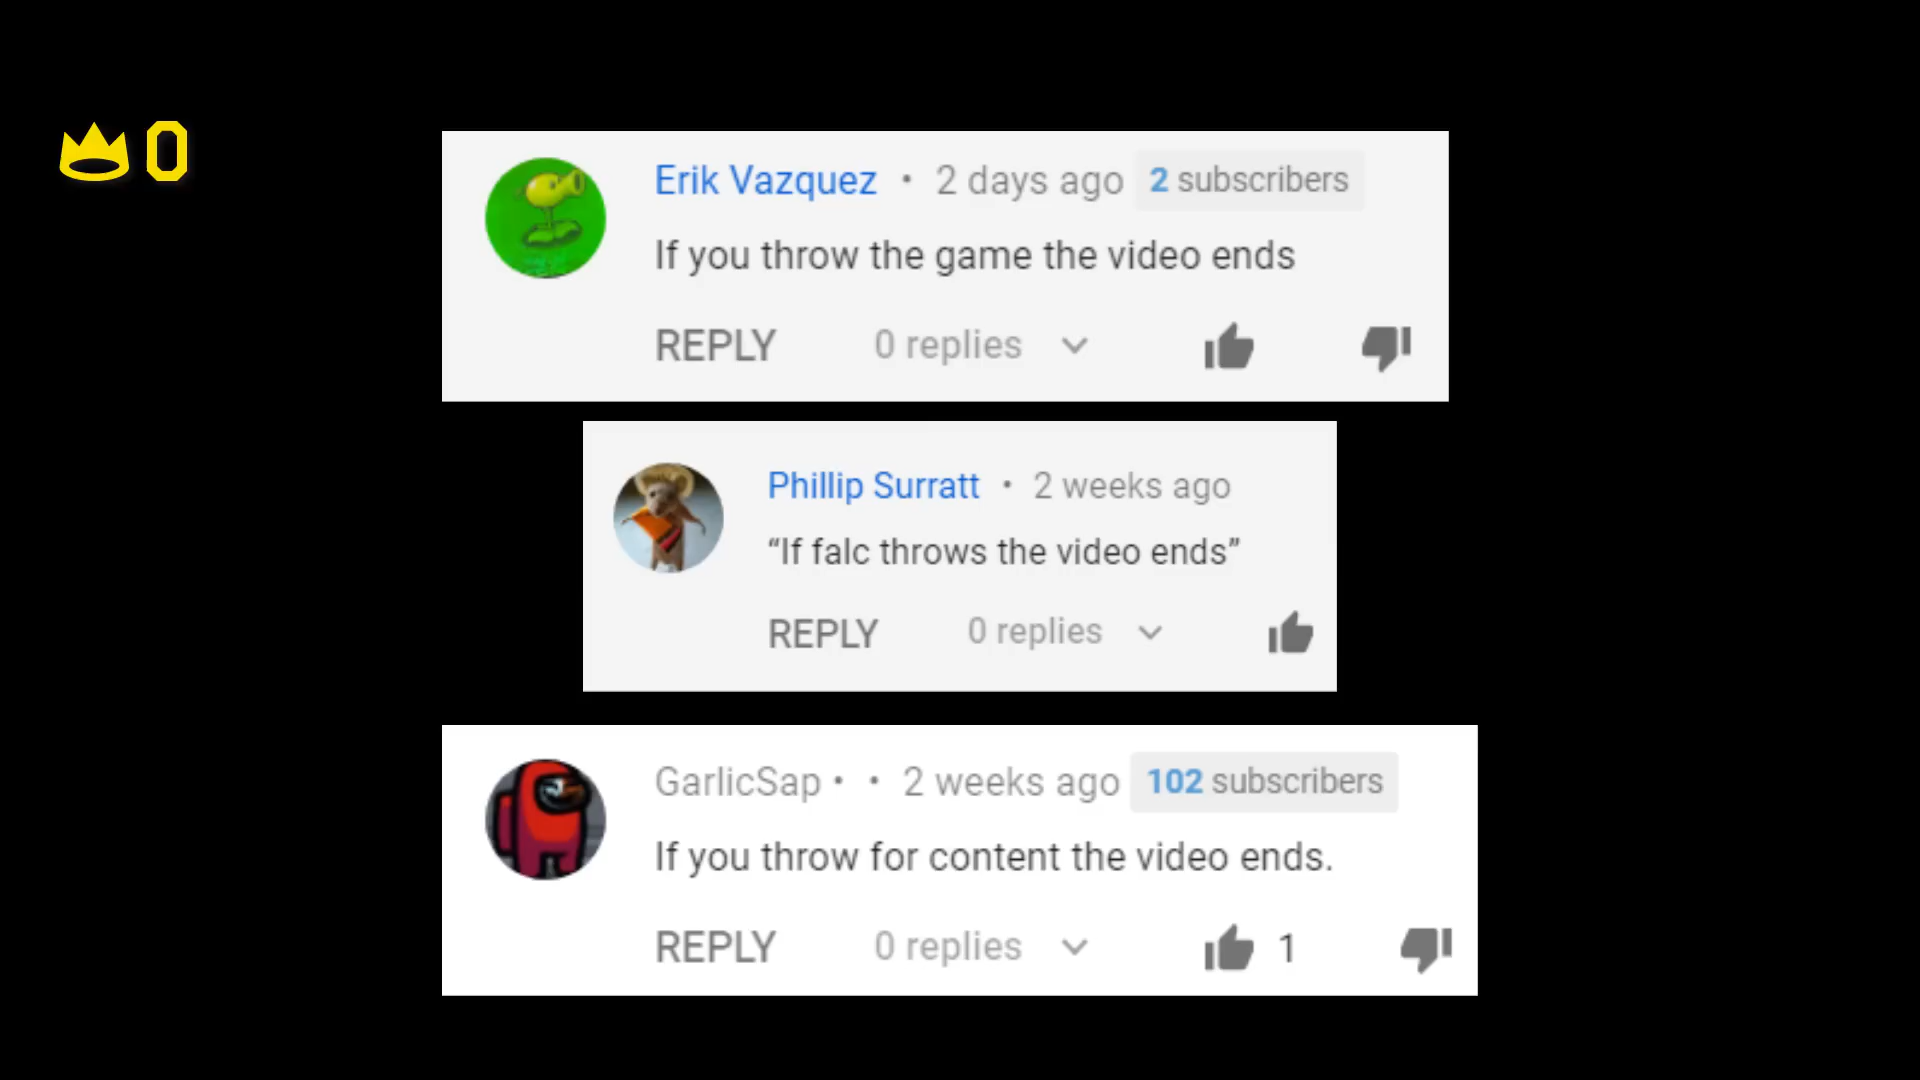 0
Erik Vazquez • 2 days ago 2 subscribers
If you throw the game the video ends
REPLY 0 replies
Phillip Surratt • 2 weeks ago
“If falc throws the video ends”
REPLY 0 replies
GarlicSap • • 2 weeks ago 102 subscribers
If you throw for content the video ends.
REPLY 0 replies 1